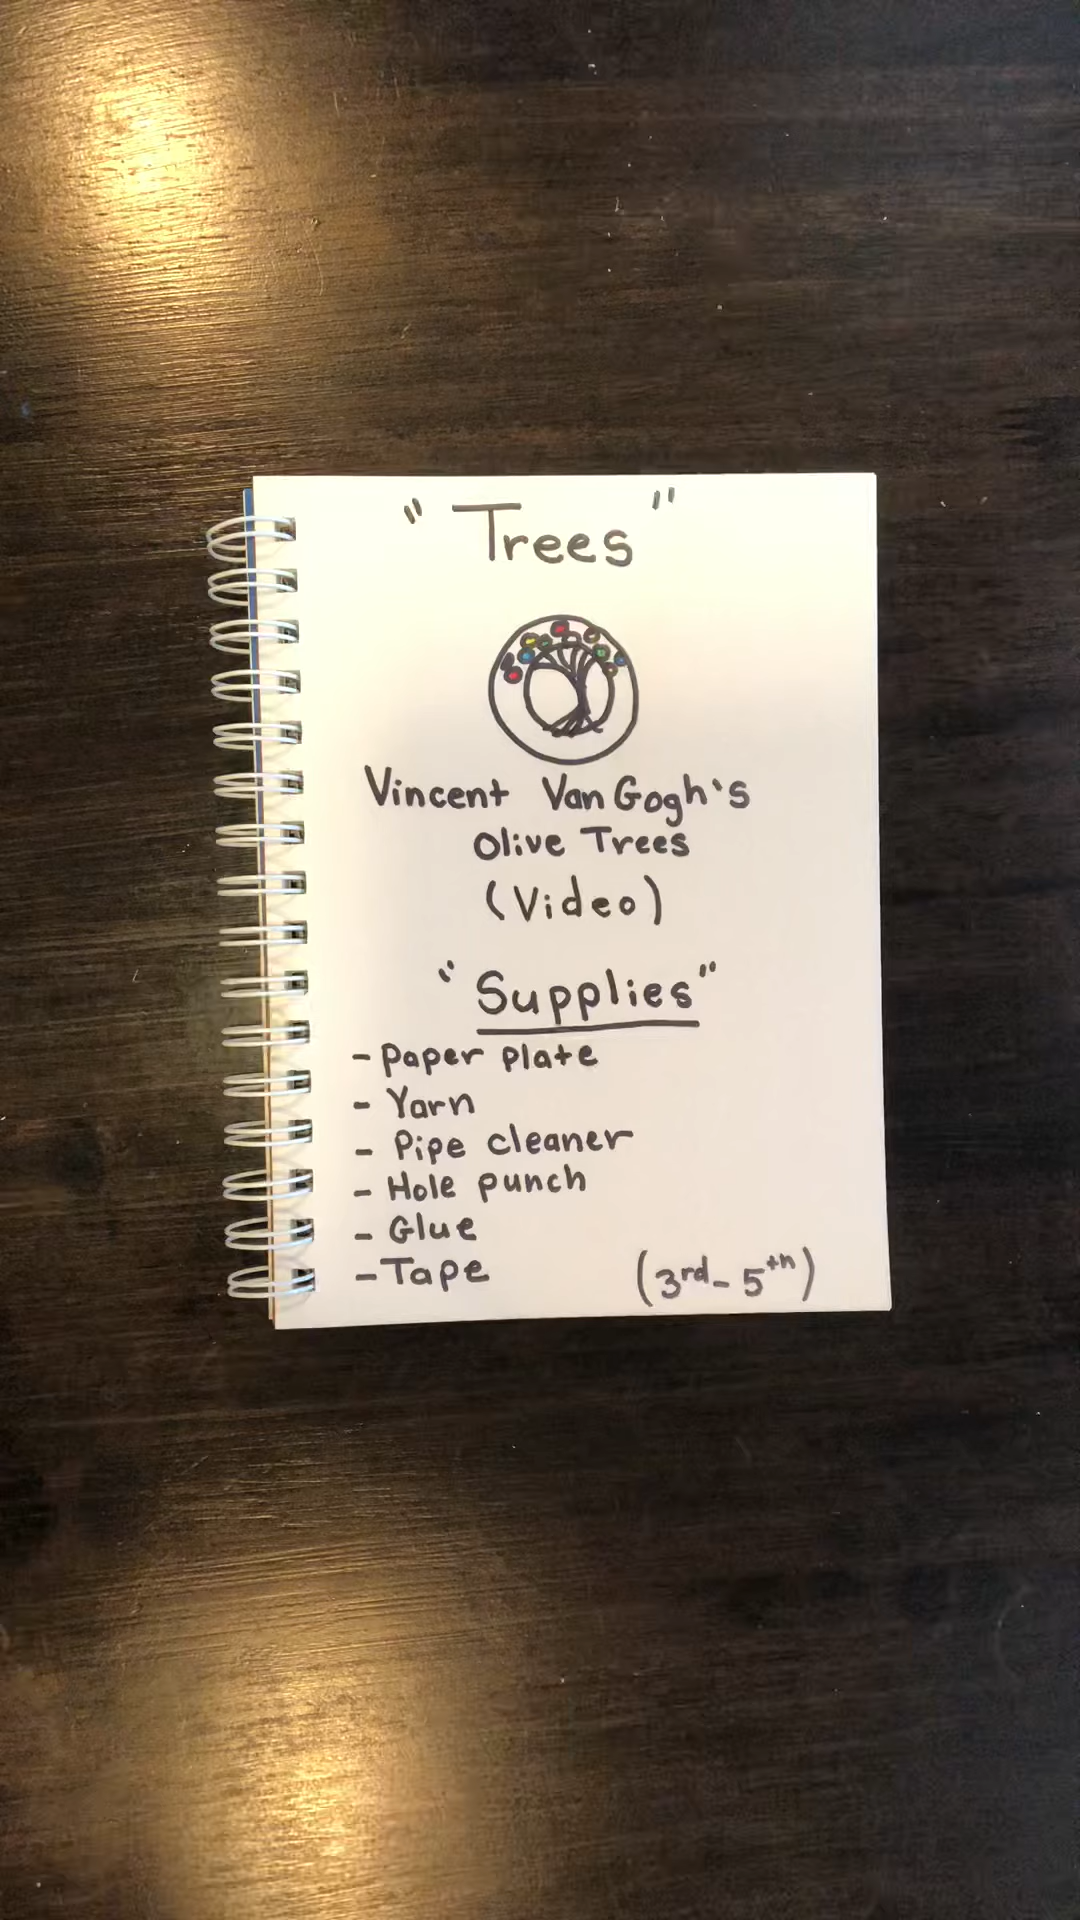 "Trees"
Vincent Van Gogh's
Olive Trees
(Video)
"Supplies"
- Paper plate
- Yarn
- Pipe cleaner
- Hole punch
- Glue
- Tape (3rd - 5th)